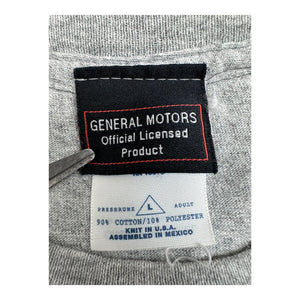 GENERAL MOTORS
Official Licensed
Product
L
PRESHRUNK ADULT
90% COTTON/10% POLYESTER
KNIT IN U.S.A.
ASSEMBLED IN MEXICO